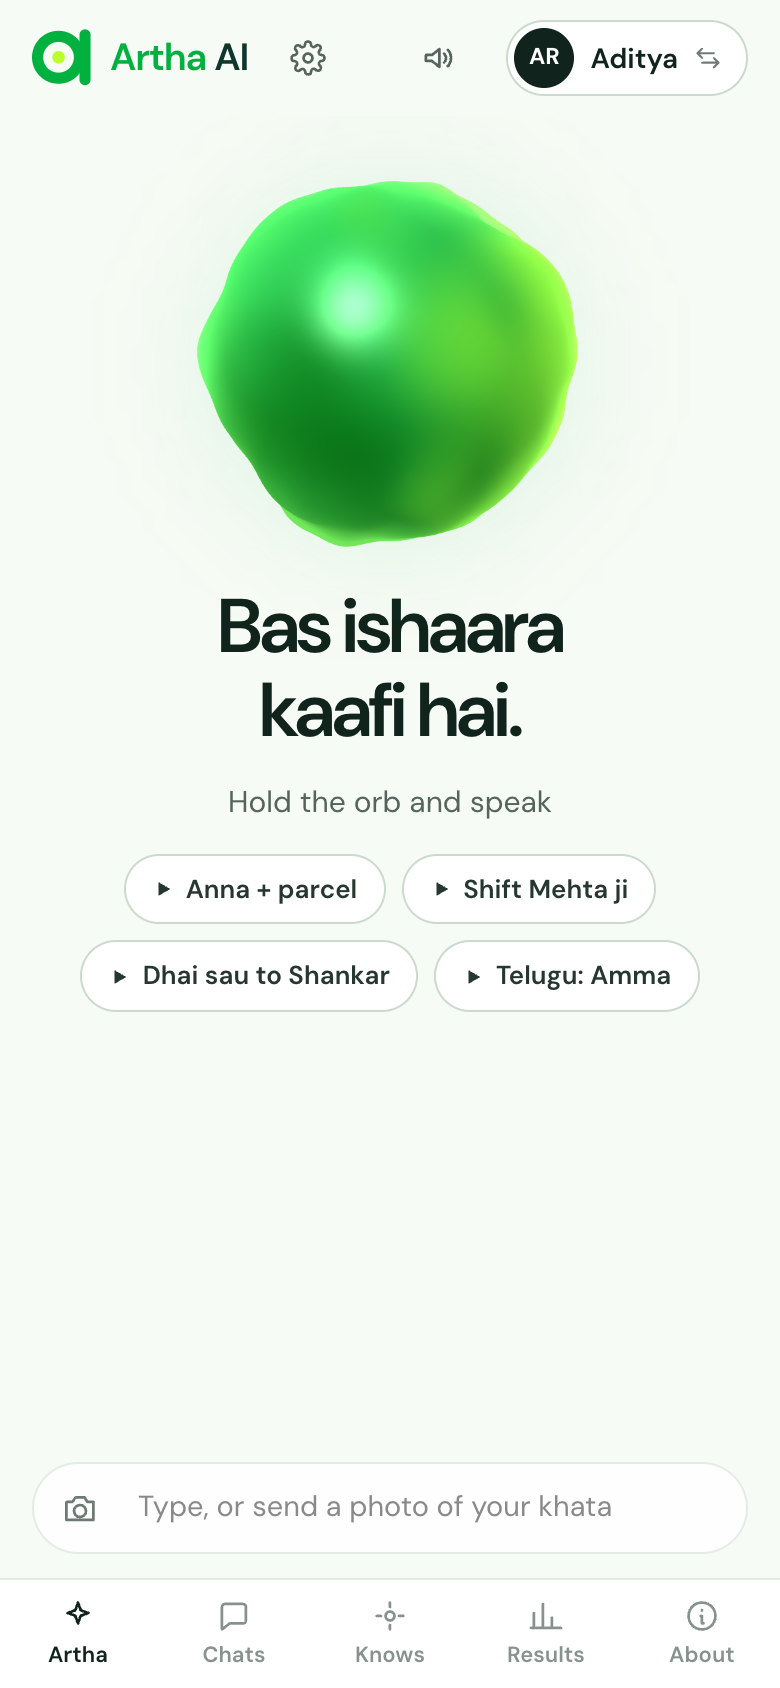 Artha AI
AR Aditya
Bas ishaara
kaafi hai.
Hold the orb and speak
Anna + parcel
Shift Mehta ji
Dhai sau to Shankar
Telugu: Amma
Type, or send a photo of your khata
Artha
Chats
Knows
Results
About